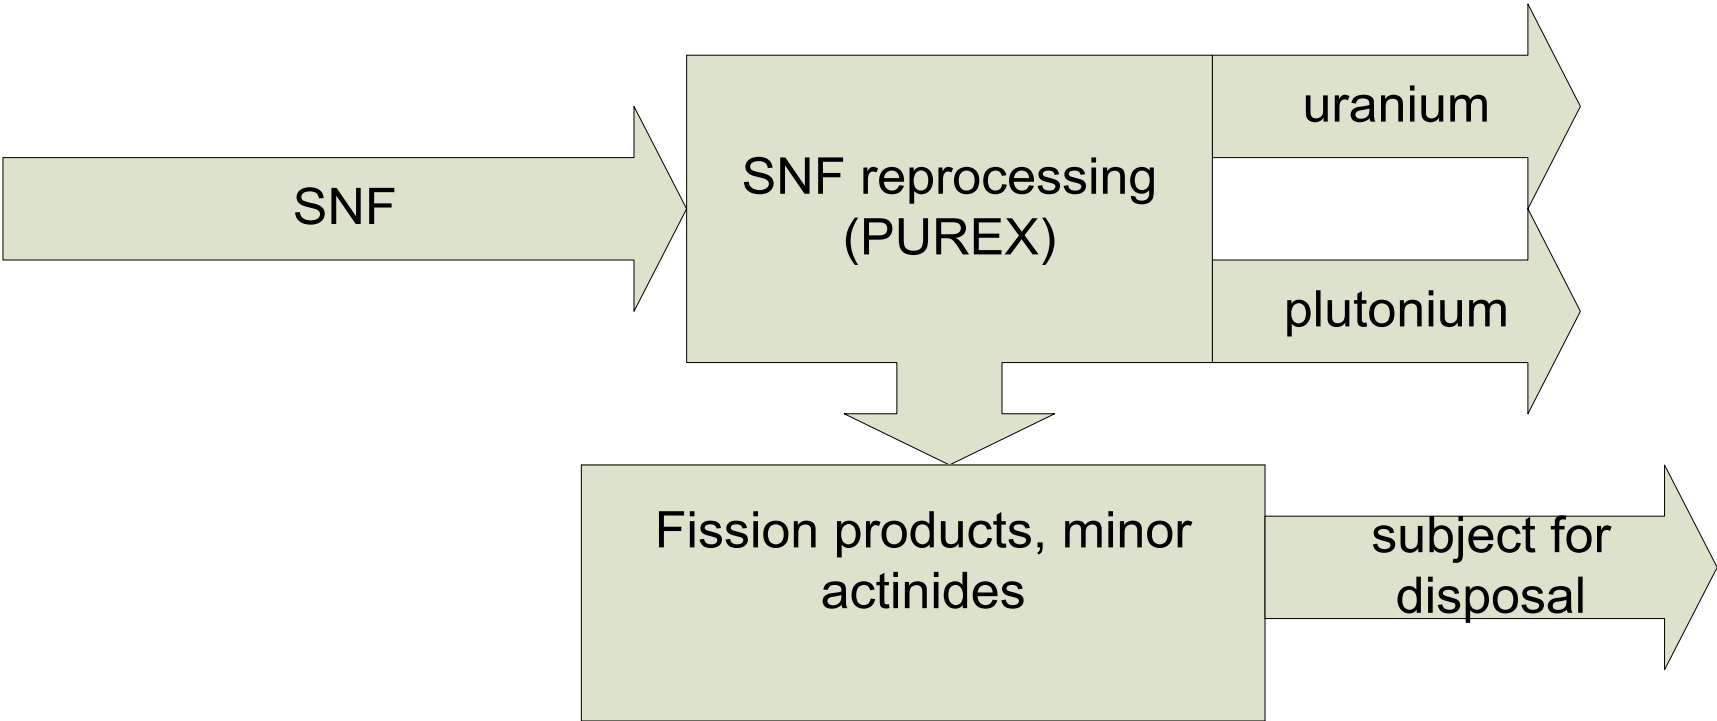 SNF
SNF reprocessing
(PUREX)
uranium
plutonium
Fission products, minor
actinides
subject for
disposal